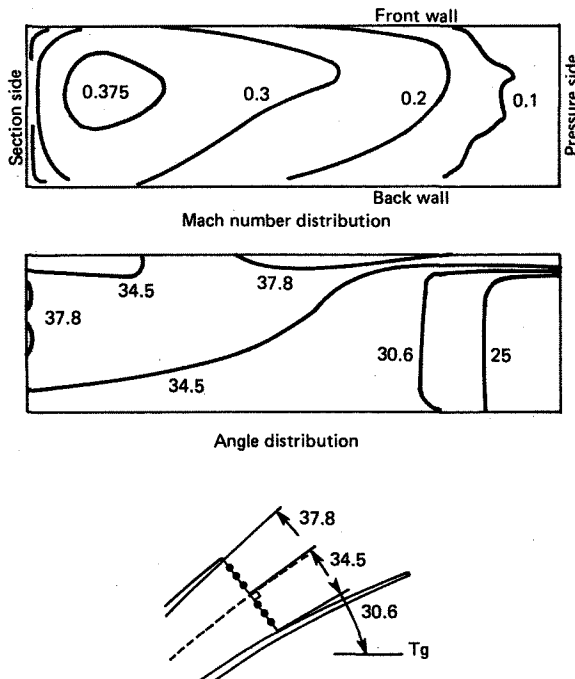 Front wall
Section side
0.375
0.3
0.2
0.1
Pressure side
Back wall
Mach number distribution
34.5
37.8
37.8
34.5
30.6
25
Angle distribution
37.8
34.5
30.6
Tg